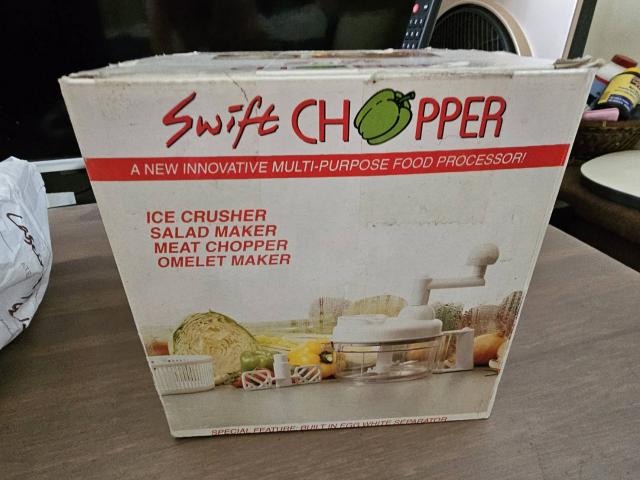 Swift CHOPPER
A NEW INNOVATIVE MULTI-PURPOSE FOOD PROCESSOR!
ICE CRUSHER
SALAD MAKER
MEAT CHOPPER
OMELET MAKER
SPECIAL FEATURE: BUILT IN EGG WHITE SEPARATOR